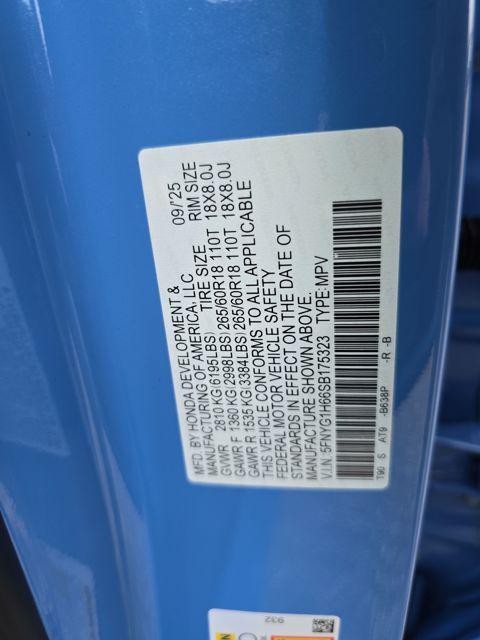 MFD. BY HONDA DEVELOPMENT &
MANUFACTURING OF AMERICA, LLC 09/'25
TIRE SIZE RIM SIZE
GVWR 2810 KG(6195LBS)
GAWR F 1360 KG(2998LBS) 265/60R18 110T 18X8.0J
GAWR R 1535 KG(3384LBS) 265/60R18 110T 18X8.0J
THIS VEHICLE CONFORMS TO ALL APPLICABLE
FEDERAL MOTOR VEHICLE SAFETY
STANDARDS IN EFFECT ON THE DATE OF
MANUFACTURE SHOWN ABOVE.
V.I.N.:5FNYG1H66SB175323 TYPE:MPV
T90 S AT9 -B638P -R -B
932